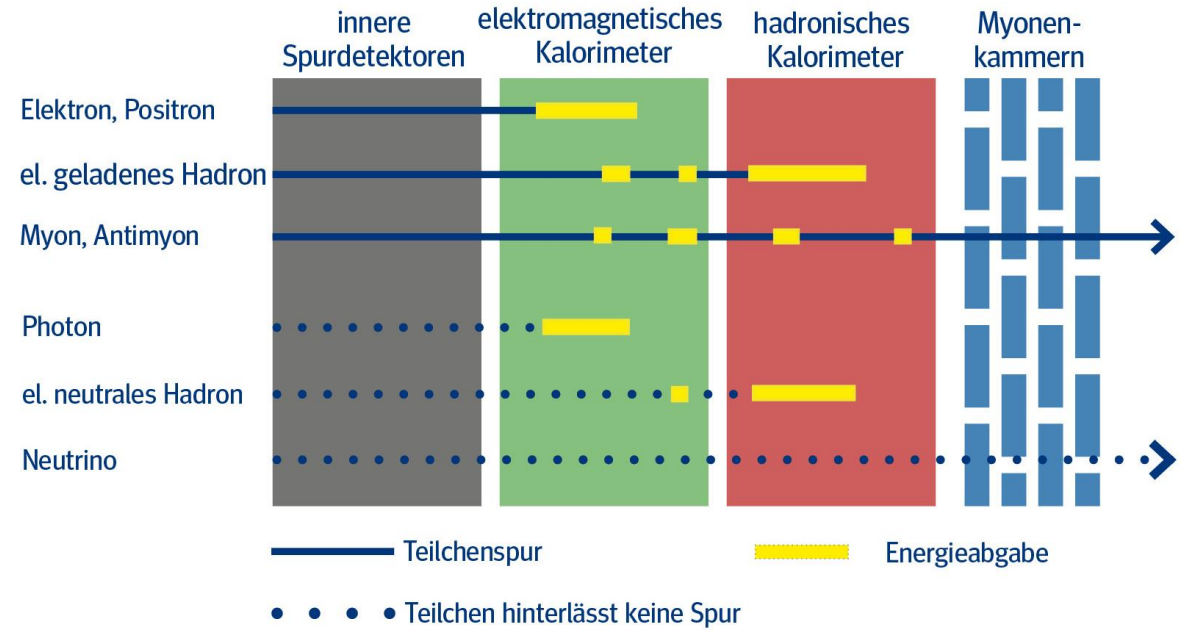 innere
Spurdetektoren
elektromagnetisches
Kalorimeter
hadronisches
Kalorimeter
Myonen-
kammern
Elektron, Positron
el. geladenes Hadron
Myon, Antimyon
Photon
el. neutrales Hadron
Neutrino
Teilchenspur
Energieabgabe
Teilchen hinterlässt keine Spur